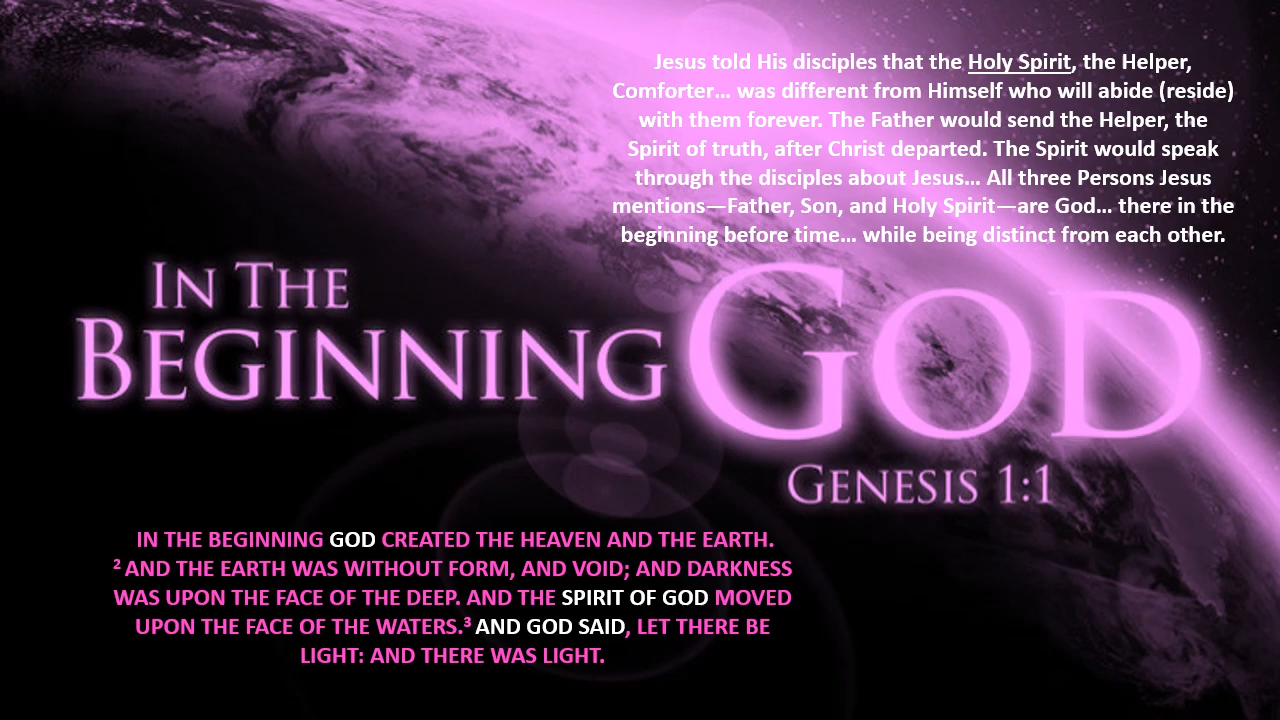 Jesus told His disciples that the Holy Spirit, the Helper,
Comforter... was different from Himself who will abide (reside)
with them forever. The Father would send the Helper, the
Spirit of truth, after Christ departed. The Spirit would speak
through the disciples about Jesus... All three Persons Jesus
mentions—Father, Son, and Holy Spirit—are God... there in the
beginning before time... while being distinct from each other.
IN THE
BEGINNING GOD
GENESIS 1:1
IN THE BEGINNING GOD CREATED THE HEAVEN AND THE EARTH.
² AND THE EARTH WAS WITHOUT FORM, AND VOID; AND DARKNESS
WAS UPON THE FACE OF THE DEEP. AND THE SPIRIT OF GOD MOVED
UPON THE FACE OF THE WATERS.³ AND GOD SAID, LET THERE BE
LIGHT: AND THERE WAS LIGHT.